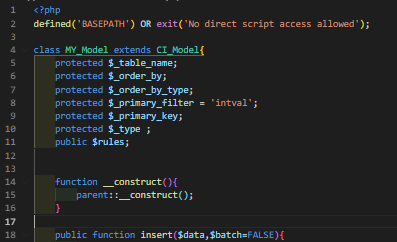 1 <?php
2 defined('BASEPATH') OR exit('No direct script access allowed');
3
4 class MY_Model extends CI_Model{
5 protected $_table_name;
6 protected $_order_by;
7 protected $_order_by_type;
8 protected $_primary_filter = 'intval';
9 protected $_primary_key;
10 protected $_type ;
11 public $rules;
12
13
14 function __construct(){
15 parent::__construct();
16 }
17
18 public function insert($data,$batch=FALSE){